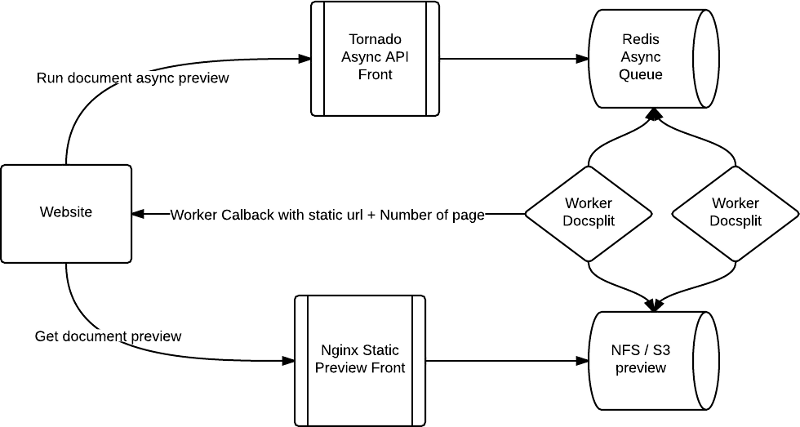 Tornado
Async API
Front
Redis
Async
Queue
Run document async preview
Website
Worker Calback with static url + Number of page
Worker
Docsplit
Worker
Docsplit
Get document preview
Nginx Static
Preview Front
NFS / S3
preview